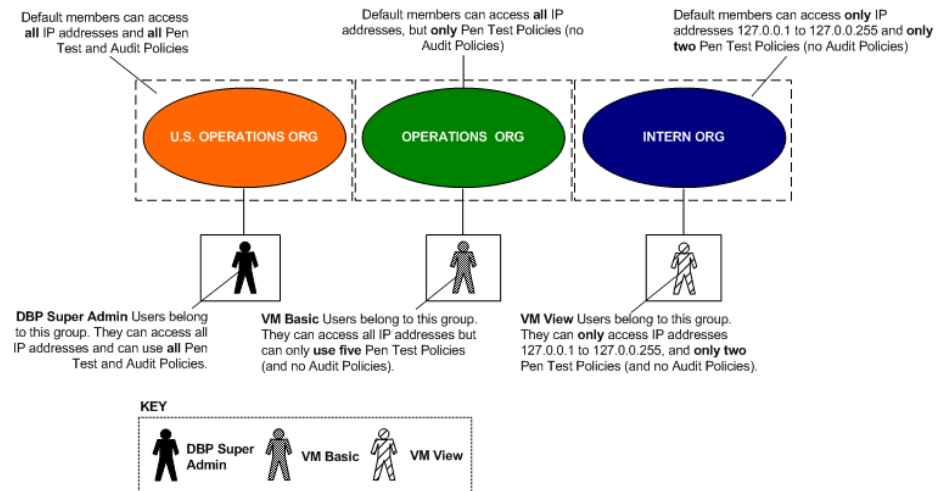 Default members can access
all IP addresses and all Pen
Test and Audit Policies
Default members can access all IP
addresses, but only Pen Test Policies (no
Audit Policies)
Default members can access only IP
addresses 127.0.0.1 to 127.0.0.255 and only
two Pen Test Policies (no Audit Policies)
U.S. OPERATIONS ORG
OPERATIONS ORG
INTERN ORG
DBP Super Admin Users belong
to this group. They can access all
IP addresses and can use all Pen
Test and Audit Policies.
VM Basic Users belong to this group.
They can access all IP addresses but
can only use five Pen Test Policies
(and no Audit Policies).
VM View Users belong to this group.
They can only access IP addresses
127.0.0.1 to 127.0.0.255, and only two
Pen Test Policies (and no Audit Policies).
KEY
DBP Super
Admin
VM Basic
VM View